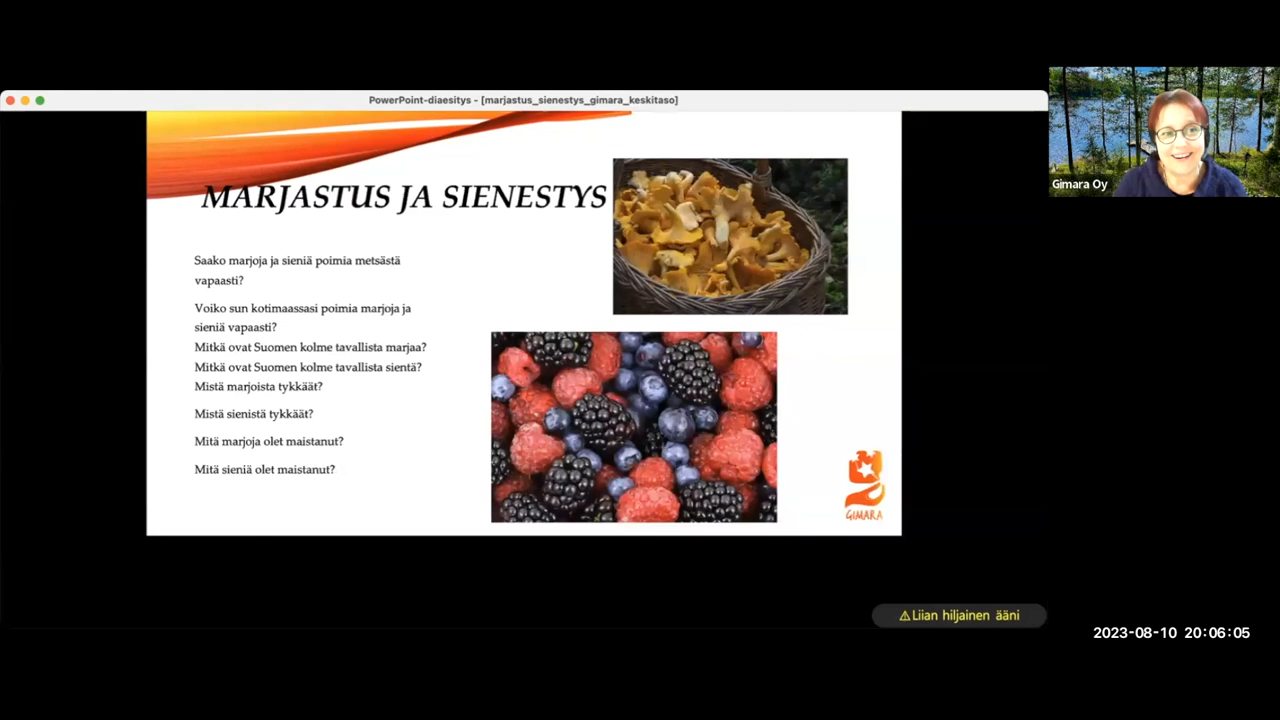 PowerPoint-diaesitys - [marjastus_sienestys_gimara_keskitaso]
MARJASTUS JA SIENESTYS
Saako marjoja ja sieniä poimia metsästä
vapaasti?
Voiko sun kotimaassasi poimia marjoja ja
sieniä vapaasti?
Mitkä ovat Suomen kolme tavallista marjaa?
Mitkä ovat Suomen kolme tavallista sientä?
Mistä marjoista tykkäät?
Mistä sienistä tykkäät?
Mitä marjoja olet maistanut?
Mitä sieniä olet maistanut?
GIMARA
Gimara Oy
⚠Liian hiljainen ääni
2023-08-10 20:06:05